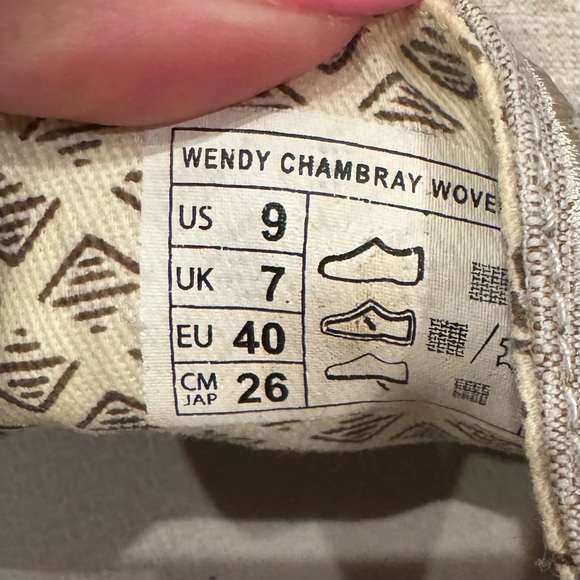 WENDY CHAMBRAY WOVE
US 9
UK 7
EU 40
CM JAP 26